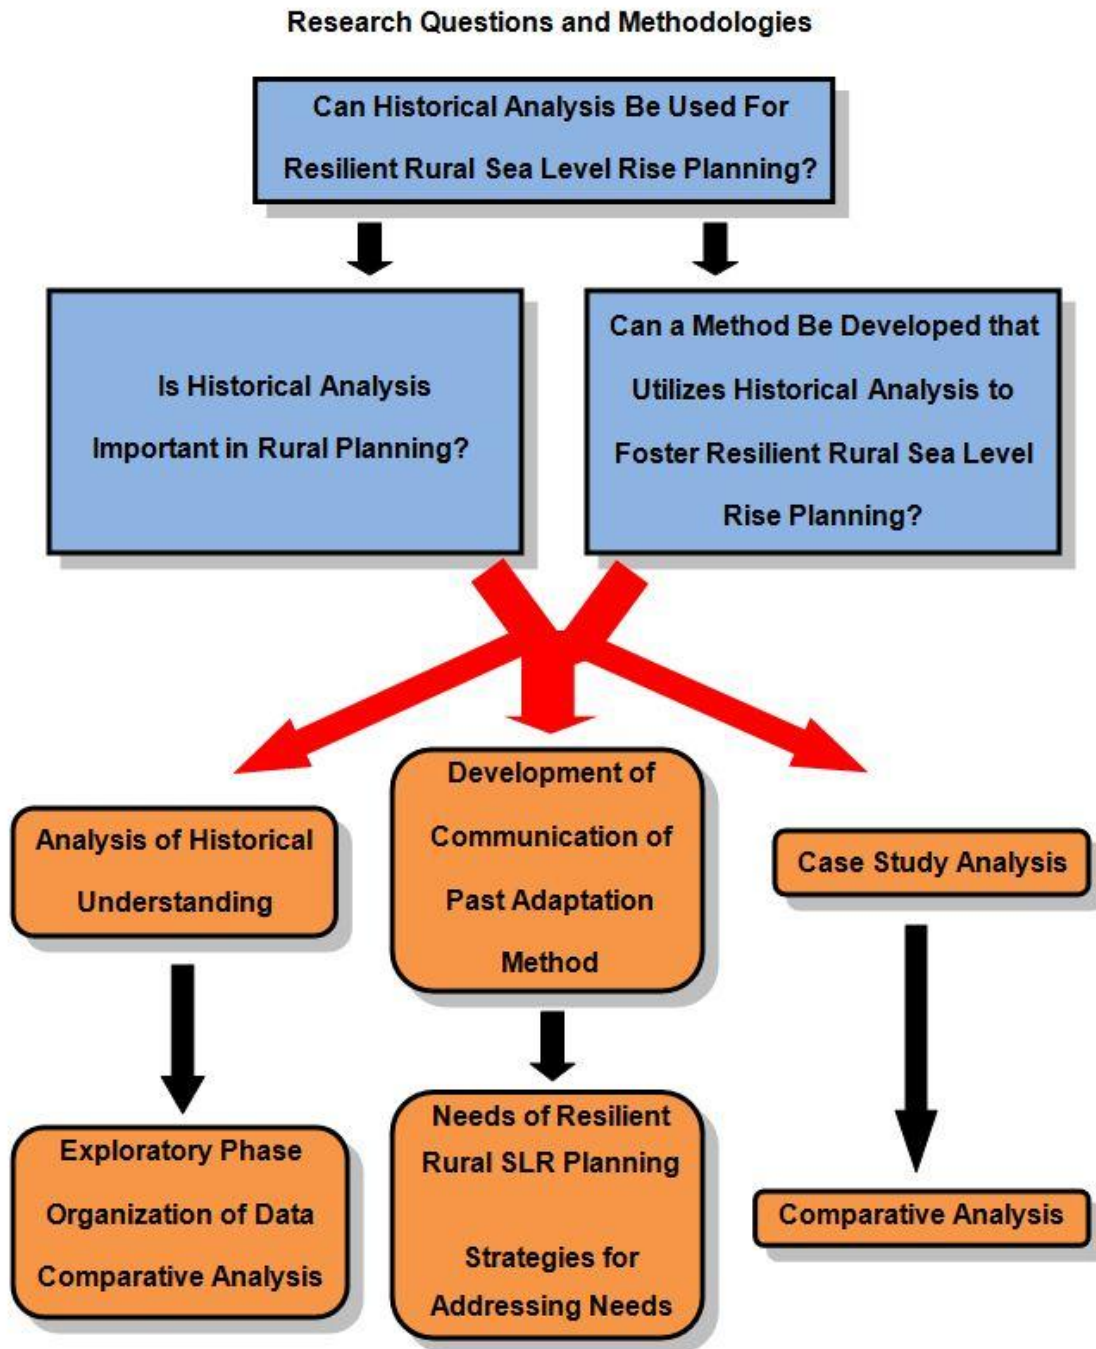 Research Questions and Methodologies
Can Historical Analysis Be Used For
Resilient Rural Sea Level Rise Planning?
Is Historical Analysis
Important in Rural Planning?
Can a Method Be Developed that
Utilizes Historical Analysis to
Foster Resilient Rural Sea Level
Rise Planning?
Analysis of Historical
Understanding
Development of
Communication of
Past Adaptation
Method
Case Study Analysis
Exploratory Phase
Organization of Data
Comparative Analysis
Needs of Resilient
Rural SLR Planning
Strategies for
Addressing Needs
Comparative Analysis